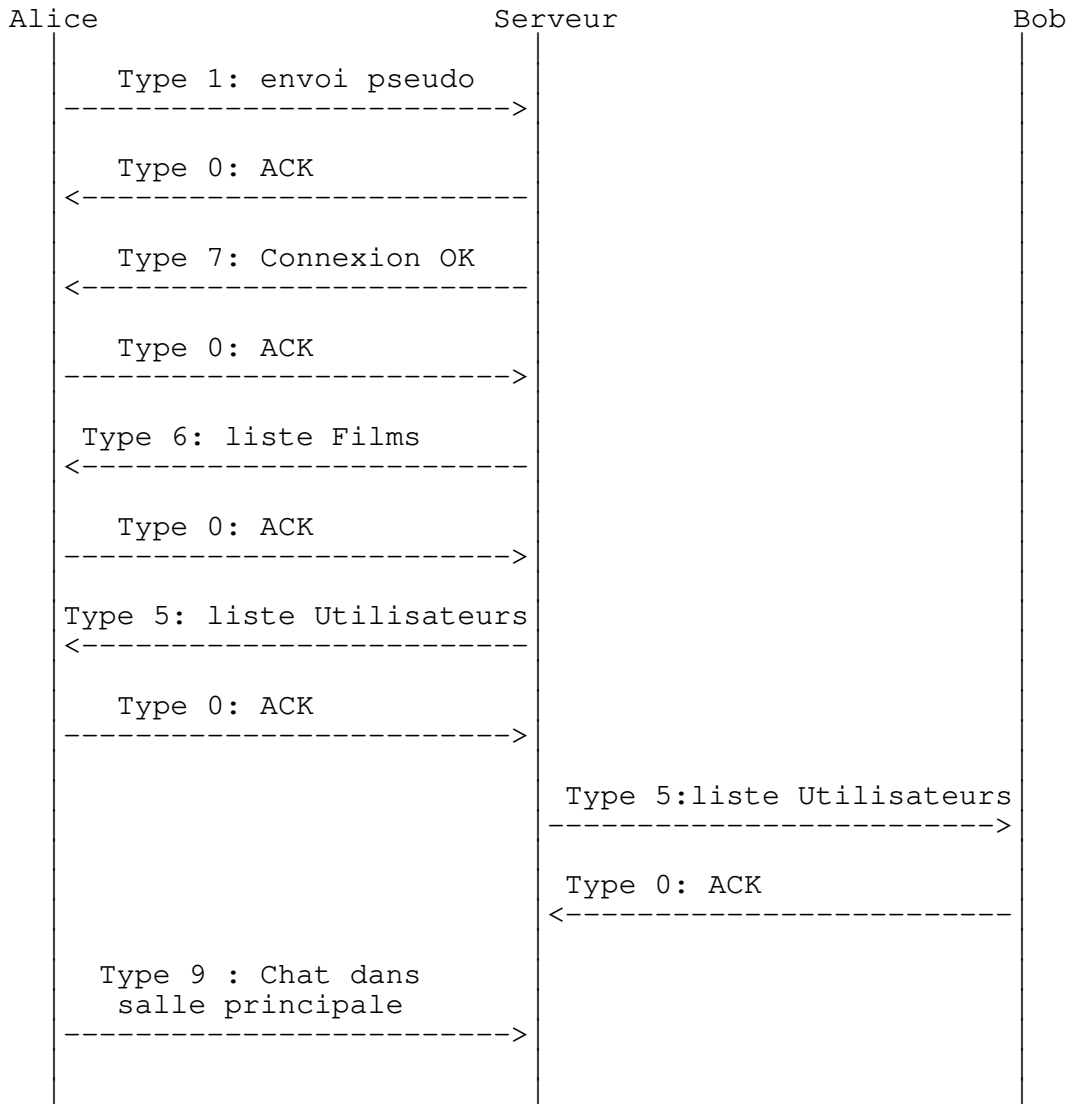 Alice Serveur Bob
Type 1: envoi pseudo
Type 0: ACK
Type 7: Connexion OK
Type 0: ACK
Type 6: liste Films
Type 0: ACK
Type 5: liste Utilisateurs
Type 0: ACK
Type 5:liste Utilisateurs
Type 0: ACK
Type 9 : Chat dans
salle principale